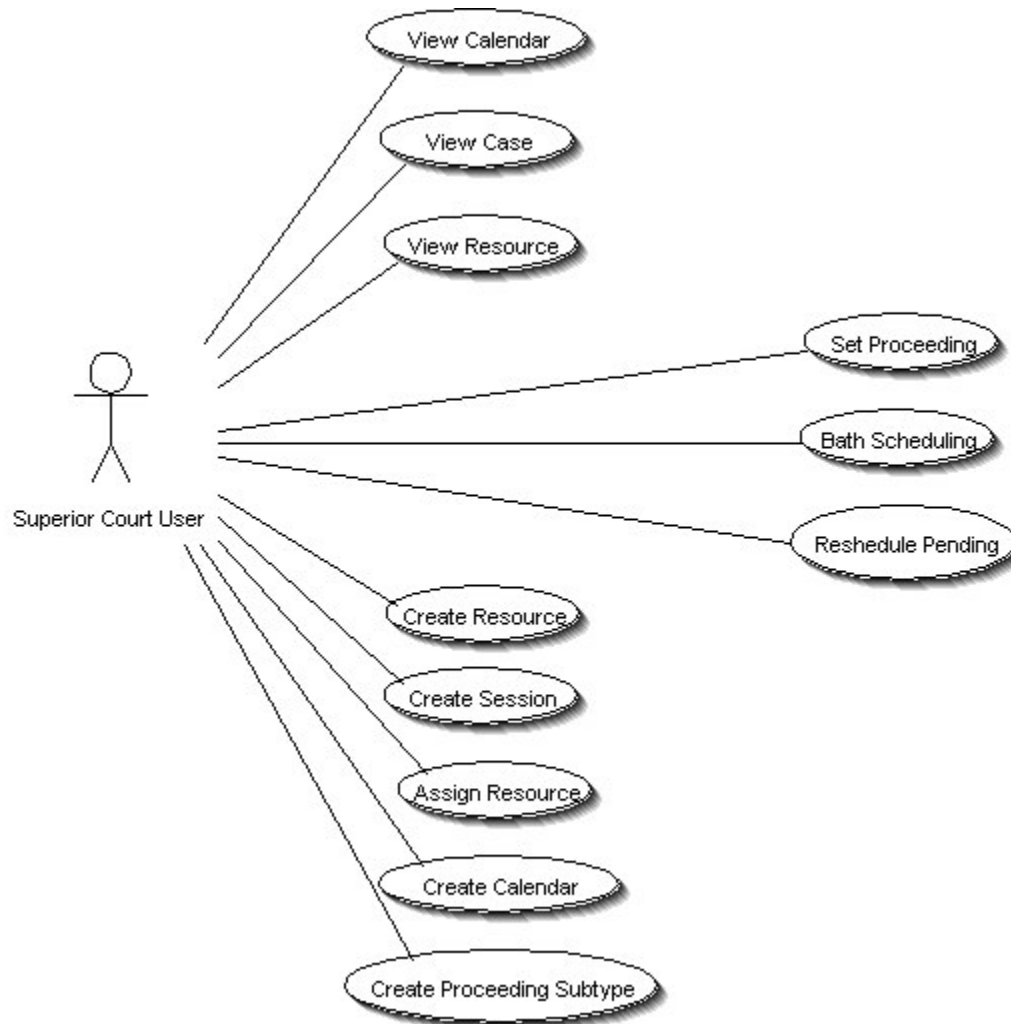 View Calendar
View Case
View Resource
Set Proceeding
Bath Scheduling
Superior Court User
Reshedule Pending
Create Resource
Create Session
Assign Resource
Create Calendar
Create Proceeding Subtype